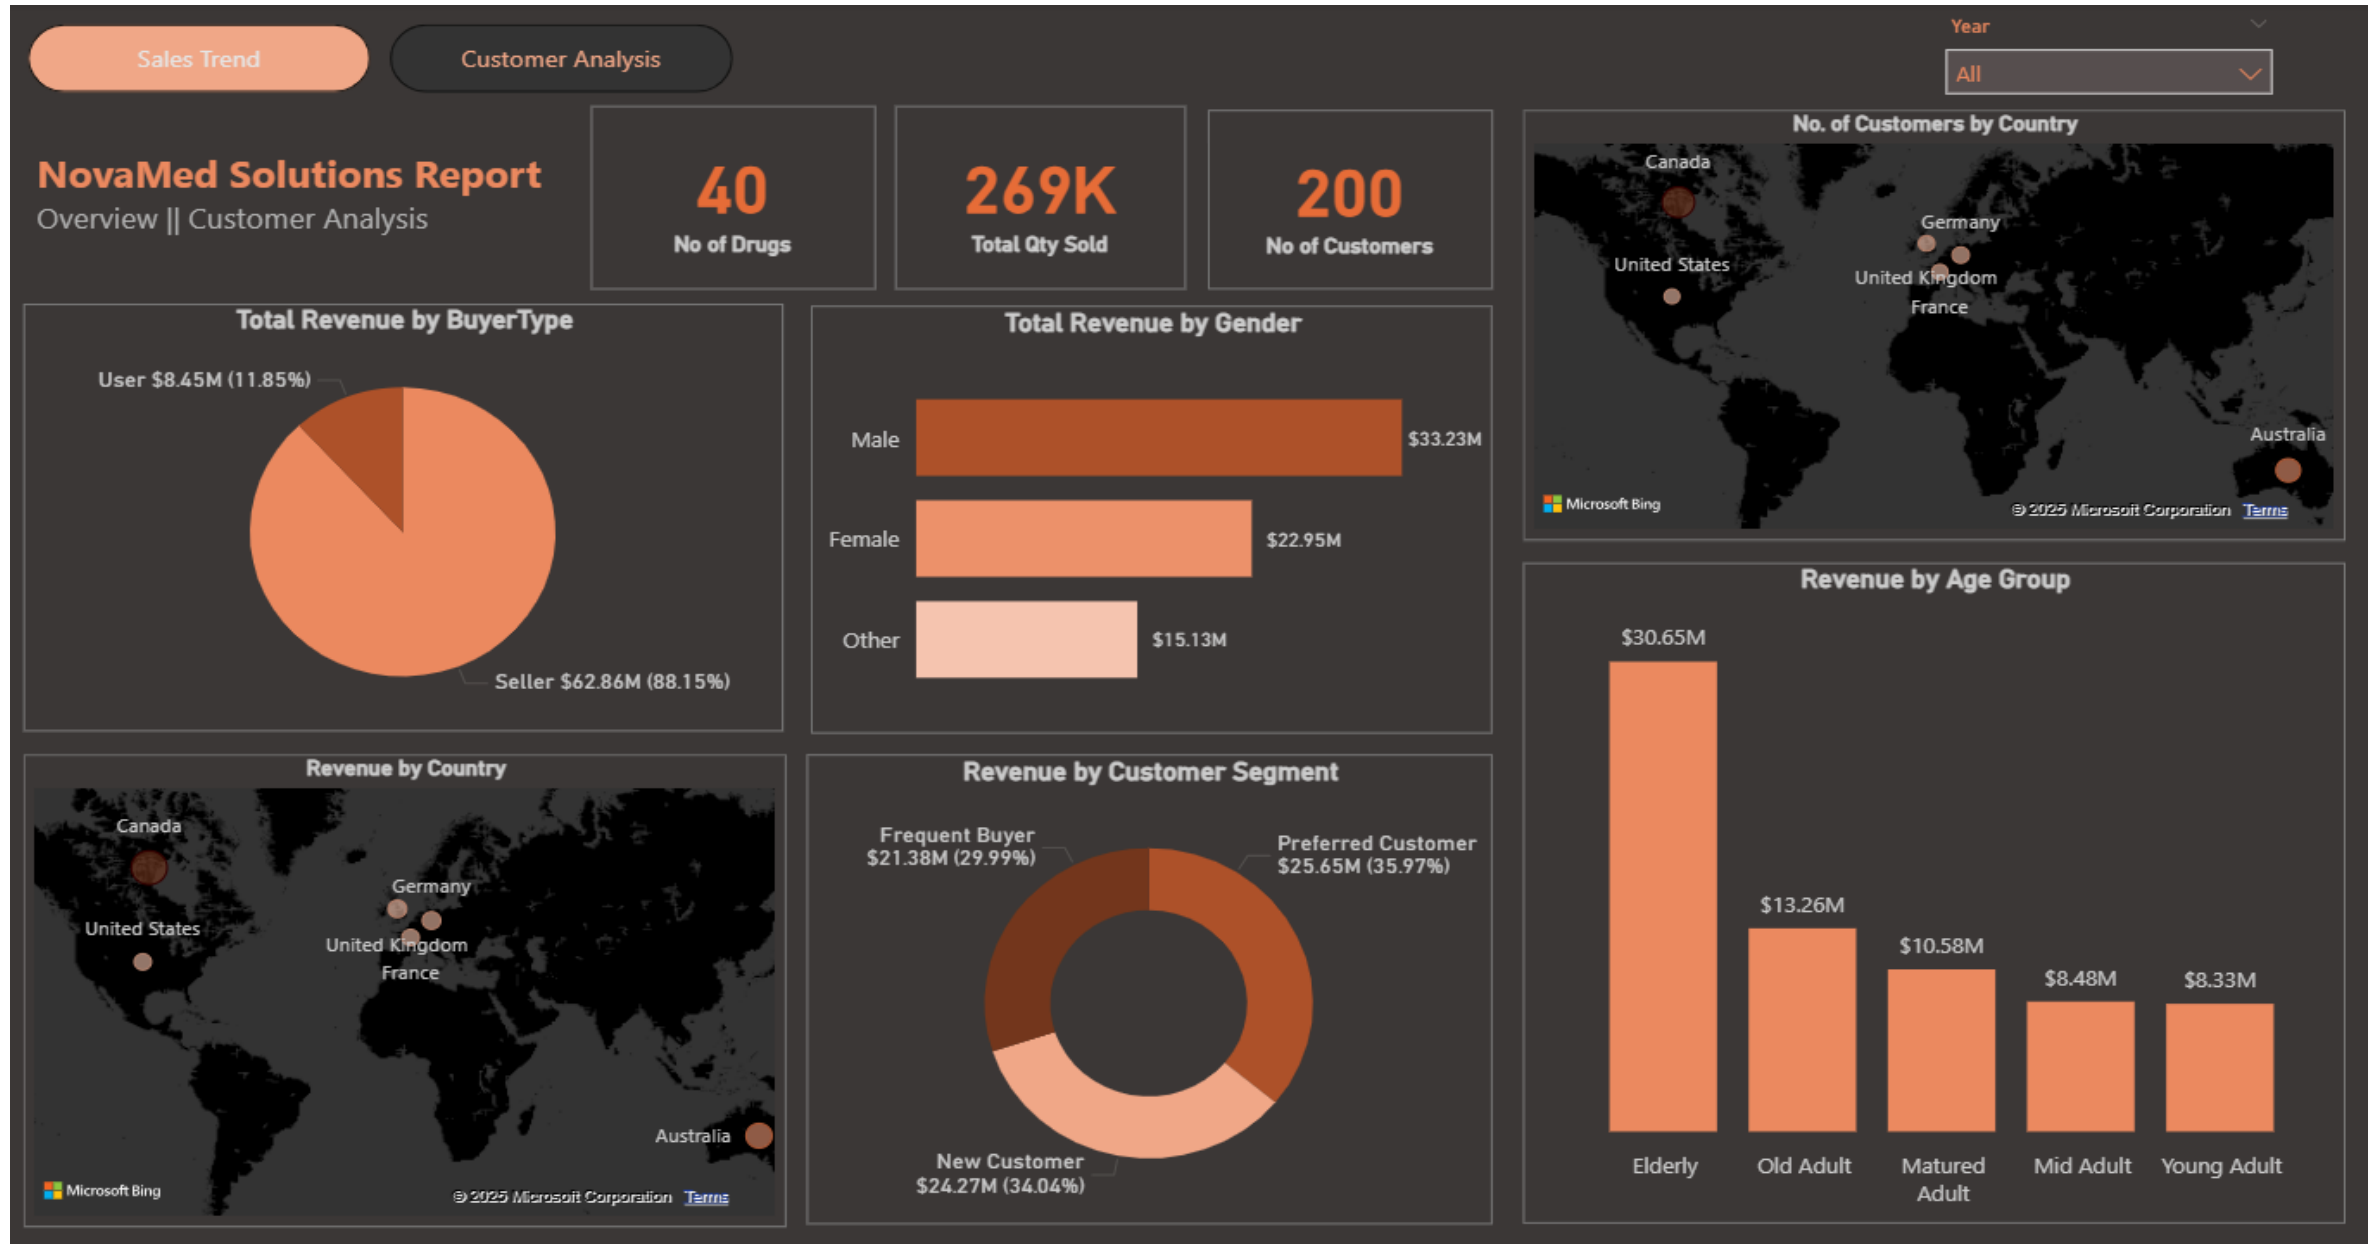 Sales Trend
Customer Analysis
Year
All
NovaMed Solutions Report
Overview || Customer Analysis
40
No of Drugs
269K
Total Qty Sold
200
No of Customers
No. of Customers by Country
Canada
Germany
United States
United Kingdom
France
Australia
Microsoft Bing
© 2025 Microsoft Corporation Terms
Total Revenue by BuyerType
User $8.45M (11.85%)
Seller $62.86M (88.15%)
Total Revenue by Gender
Male
$33.23M
Female
$22.95M
Other
$15.13M
Revenue by Age Group
$30.65M
$13.26M
$10.58M
$8.48M
$8.33M
Elderly
Old Adult
Matured
Adult
Mid Adult
Young Adult
Revenue by Country
Canada
Germany
United States
United Kingdom
France
Australia
Microsoft Bing
© 2025 Microsoft Corporation Terms
Revenue by Customer Segment
Frequent Buyer
$21.38M (29.99%)
Preferred Customer
$25.65M (35.97%)
New Customer
$24.27M (34.04%)